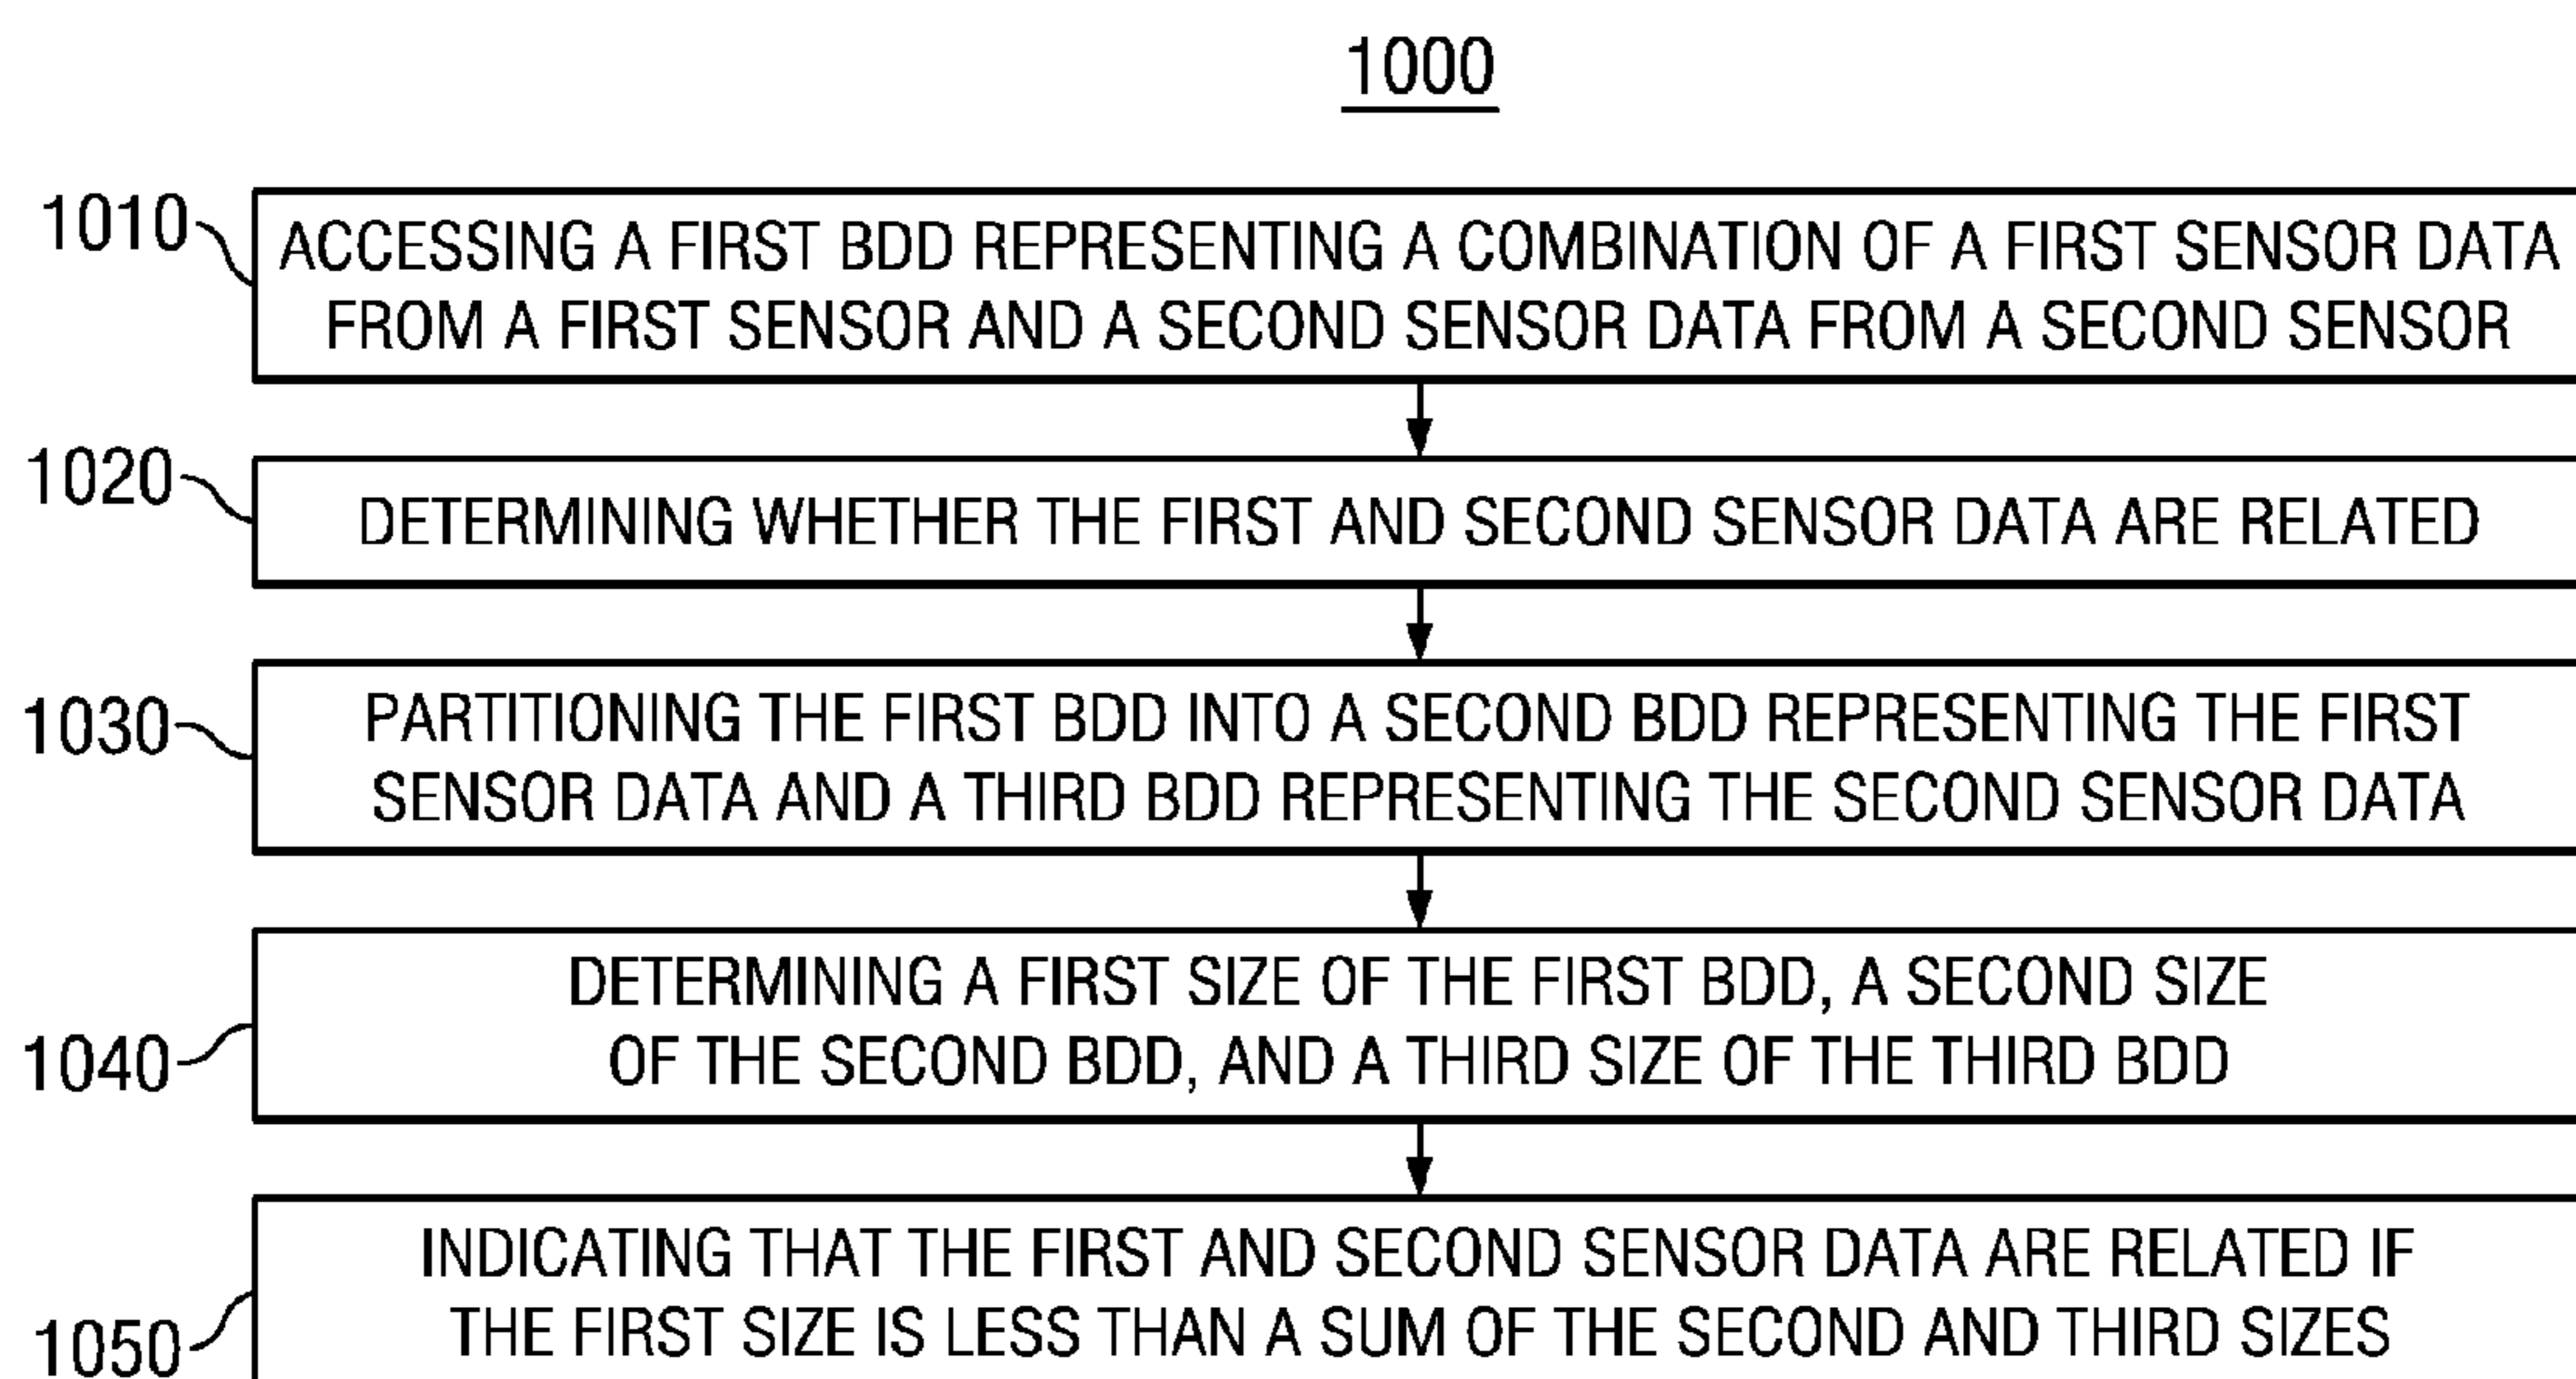 1000
1010
ACCESSING A FIRST BDD REPRESENTING A COMBINATION OF A FIRST SENSOR DATA
FROM A FIRST SENSOR AND A SECOND SENSOR DATA FROM A SECOND SENSOR
1020
DETERMINING WHETHER THE FIRST AND SECOND SENSOR DATA ARE RELATED
1030
PARTITIONING THE FIRST BDD INTO A SECOND BDD REPRESENTING THE FIRST
SENSOR DATA AND A THIRD BDD REPRESENTING THE SECOND SENSOR DATA
1040
DETERMINING A FIRST SIZE OF THE FIRST BDD, A SECOND SIZE
OF THE SECOND BDD, AND A THIRD SIZE OF THE THIRD BDD
1050
INDICATING THAT THE FIRST AND SECOND SENSOR DATA ARE RELATED IF
THE FIRST SIZE IS LESS THAN A SUM OF THE SECOND AND THIRD SIZES